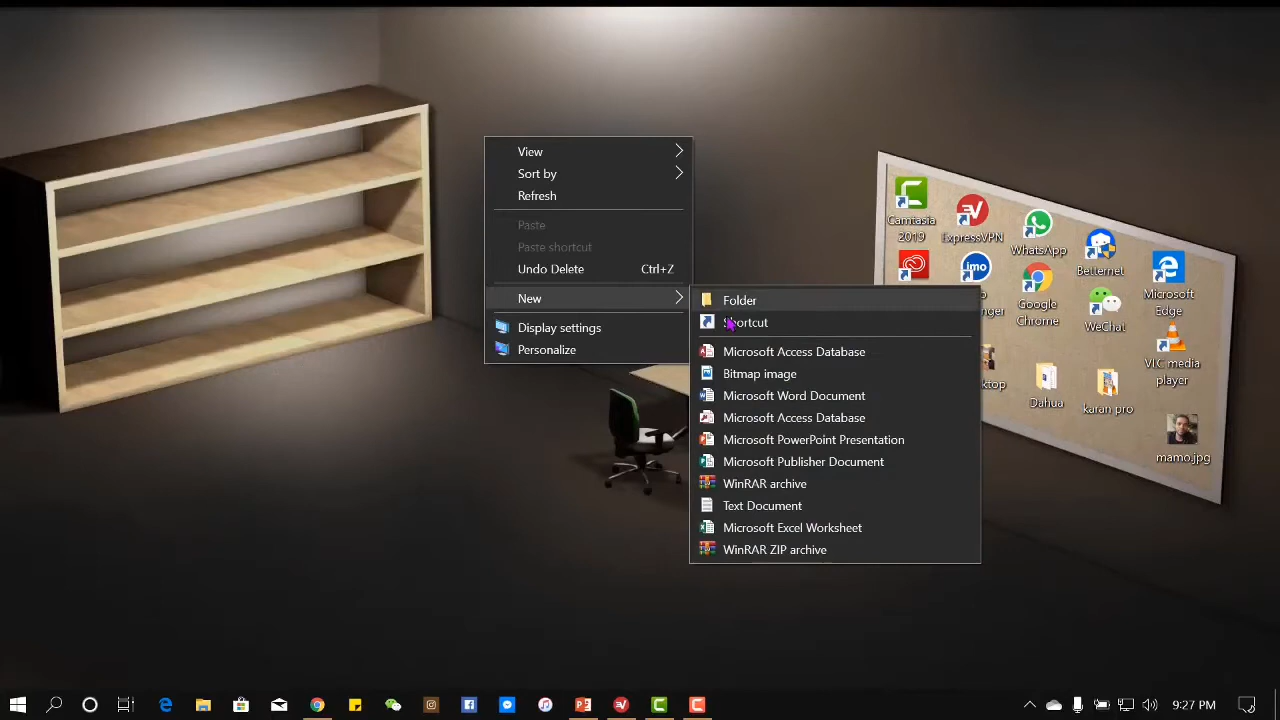 View
Sort by
Refresh
Paste
Paste shortcut
Undo Delete Ctrl+Z
New
Display settings
Personalize
Folder
Shortcut
Microsoft Access Database
Bitmap image
Microsoft Word Document
Microsoft Access Database
Microsoft PowerPoint Presentation
Microsoft Publisher Document
WinRAR archive
Text Document
Microsoft Excel Worksheet
WinRAR ZIP archive
Camtasia
2019
ExpressVPN
WhatsApp
Betternet
Microsoft
Edge
imo
Google
Chrome
WeChat
VLC media
player
Dahua
karan pro
mamo.jpg
9:27 PM